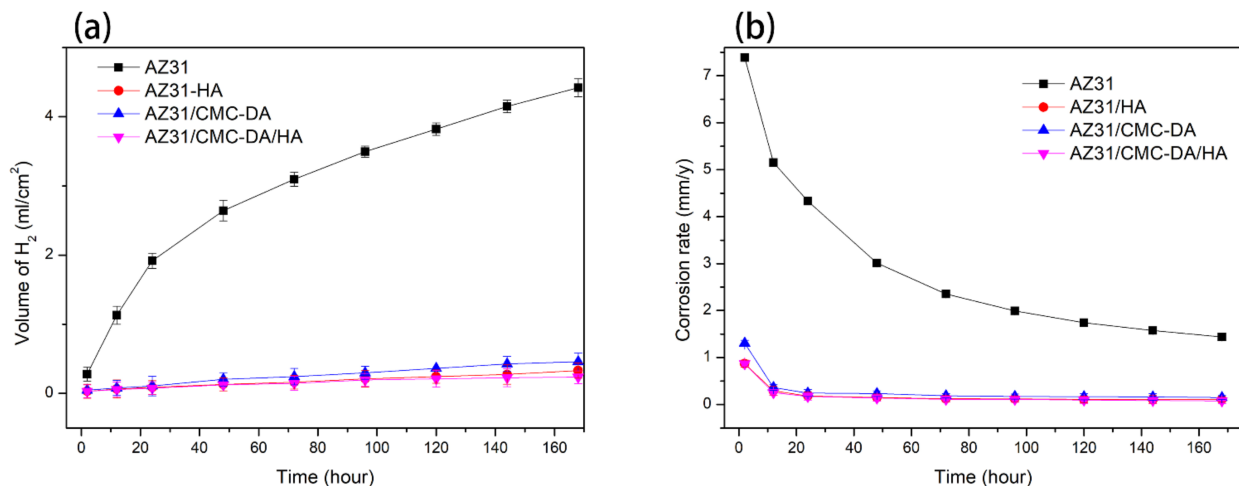 (a)
AZ31
AZ31-HA
AZ31/CMC-DA
AZ31/CMC-DA/HA
Volume of H2 (ml/cm²)
4
2
0
0 20 40 60 80 100 120 140 160
Time (hour)
(b)
AZ31
AZ31/HA
AZ31/CMC-DA
AZ31/CMC-DA/HA
Corrosion rate (mm/y)
7
6
5
4
3
2
1
0
0 20 40 60 80 100 120 140 160
Time (hour)